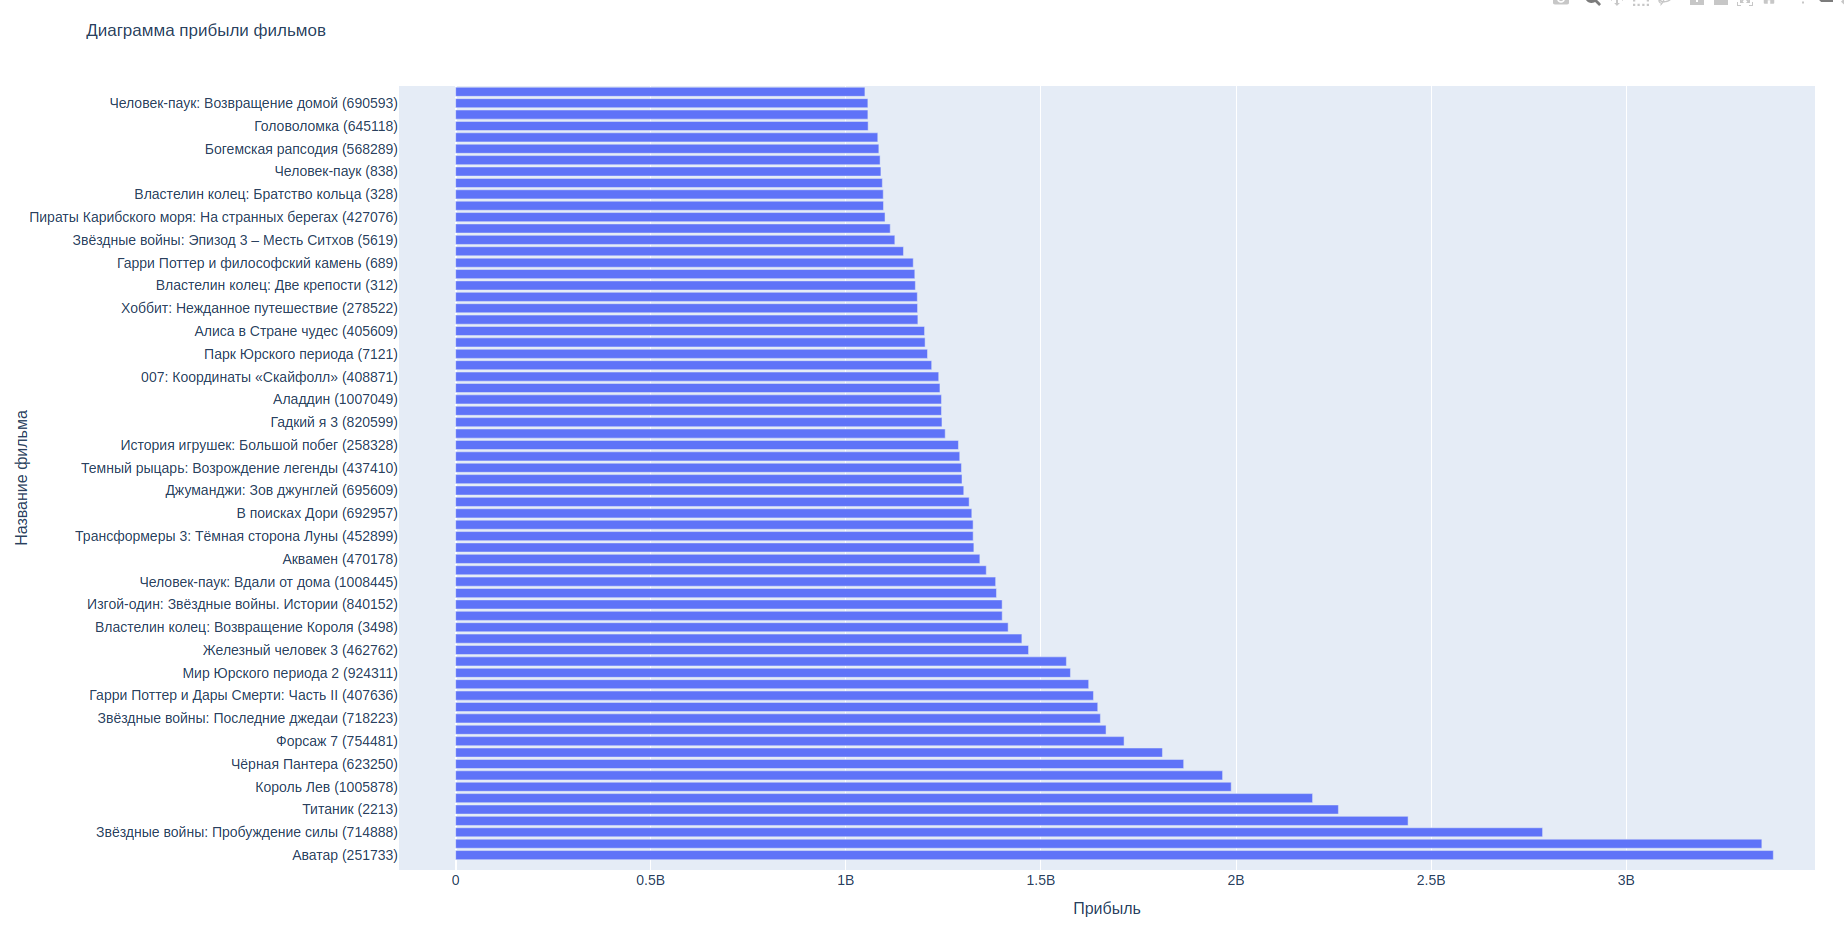 Диаграмма прибыли фильмов
Человек-паук: Возвращение домой (690593)
Головоломка (645118)
Богемская рапсодия (568289)
Человек-паук (838)
Властелин колец: Братство кольца (328)
Пираты Карибского моря: На странных берегах (427076)
Звёздные войны: Эпизод 3 – Месть Ситхов (5619)
Гарри Поттер и философский камень (689)
Властелин колец: Две крепости (312)
Хоббит: Нежданное путешествие (278522)
Алиса в Стране чудес (405609)
Парк Юрского периода (7121)
007: Координаты «Скайфолл» (408871)
Аладдин (1007049)
Гадкий я 3 (820599)
История игрушек: Большой побег (258328)
Темный рыцарь: Возрождение легенды (437410)
Джуманджи: Зов джунглей (695609)
В поисках Дори (692957)
Трансформеры 3: Тёмная сторона Луны (452899)
Аквамен (470178)
Человек-паук: Вдали от дома (1008445)
Изгой-один: Звёздные войны. Истории (840152)
Властелин колец: Возвращение Короля (3498)
Железный человек 3 (462762)
Мир Юрского периода 2 (924311)
Гарри Поттер и Дары Смерти: Часть II (407636)
Звёздные войны: Последние джедаи (718223)
Форсаж 7 (754481)
Чёрная Пантера (623250)
Король Лев (1005878)
Титаник (2213)
Звёздные войны: Пробуждение силы (714888)
Аватар (251733)
Название фильма
0 0.5B 1B 1.5B 2B 2.5B 3B
Прибыль